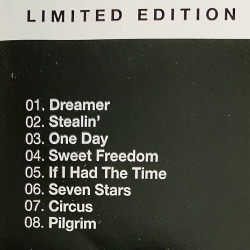 LIMITED EDITION
01. Dreamer
02. Stealin'
03. One Day
04. Sweet Freedom
05. If I Had The Time
06. Seven Stars
07. Circus
08. Pilgrim